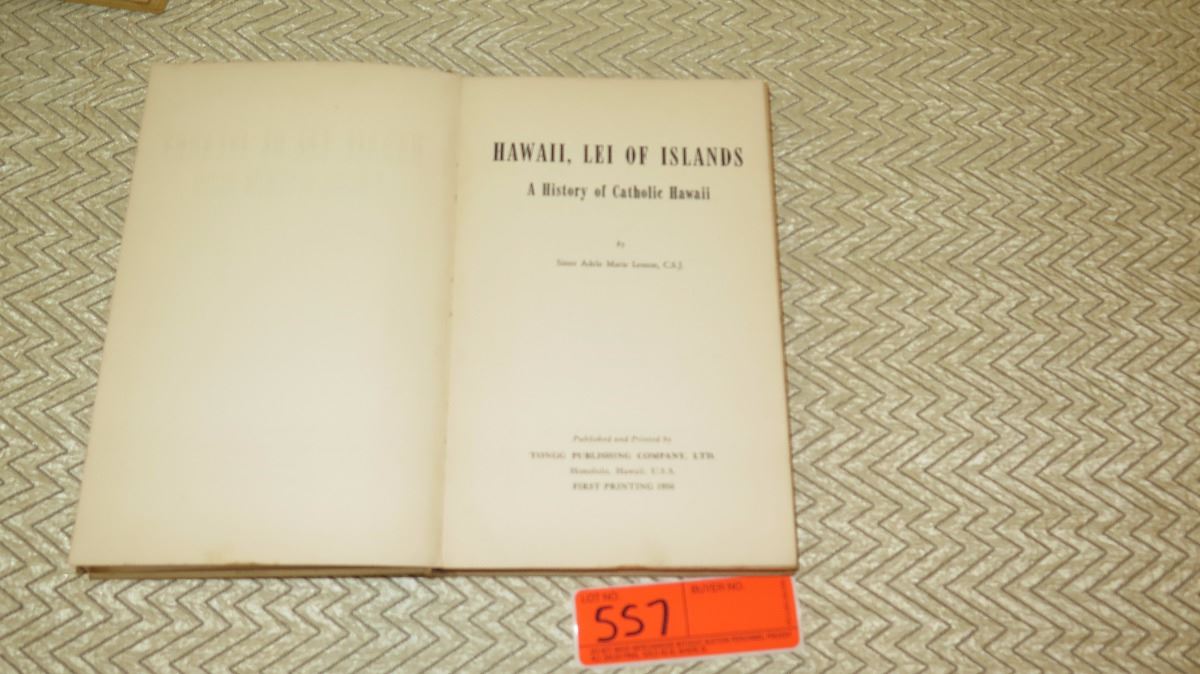 HAWAII, LEI OF ISLANDS
A History of Catholic Hawaii
by
Sister Adele Marie Lemon, C.S.J.
Published and Printed by
TONGG PUBLISHING COMPANY, LTD.
Honolulu, Hawaii, U.S.A.
FIRST PRINTING 1956
LOT NO.
BUYER NO.
557